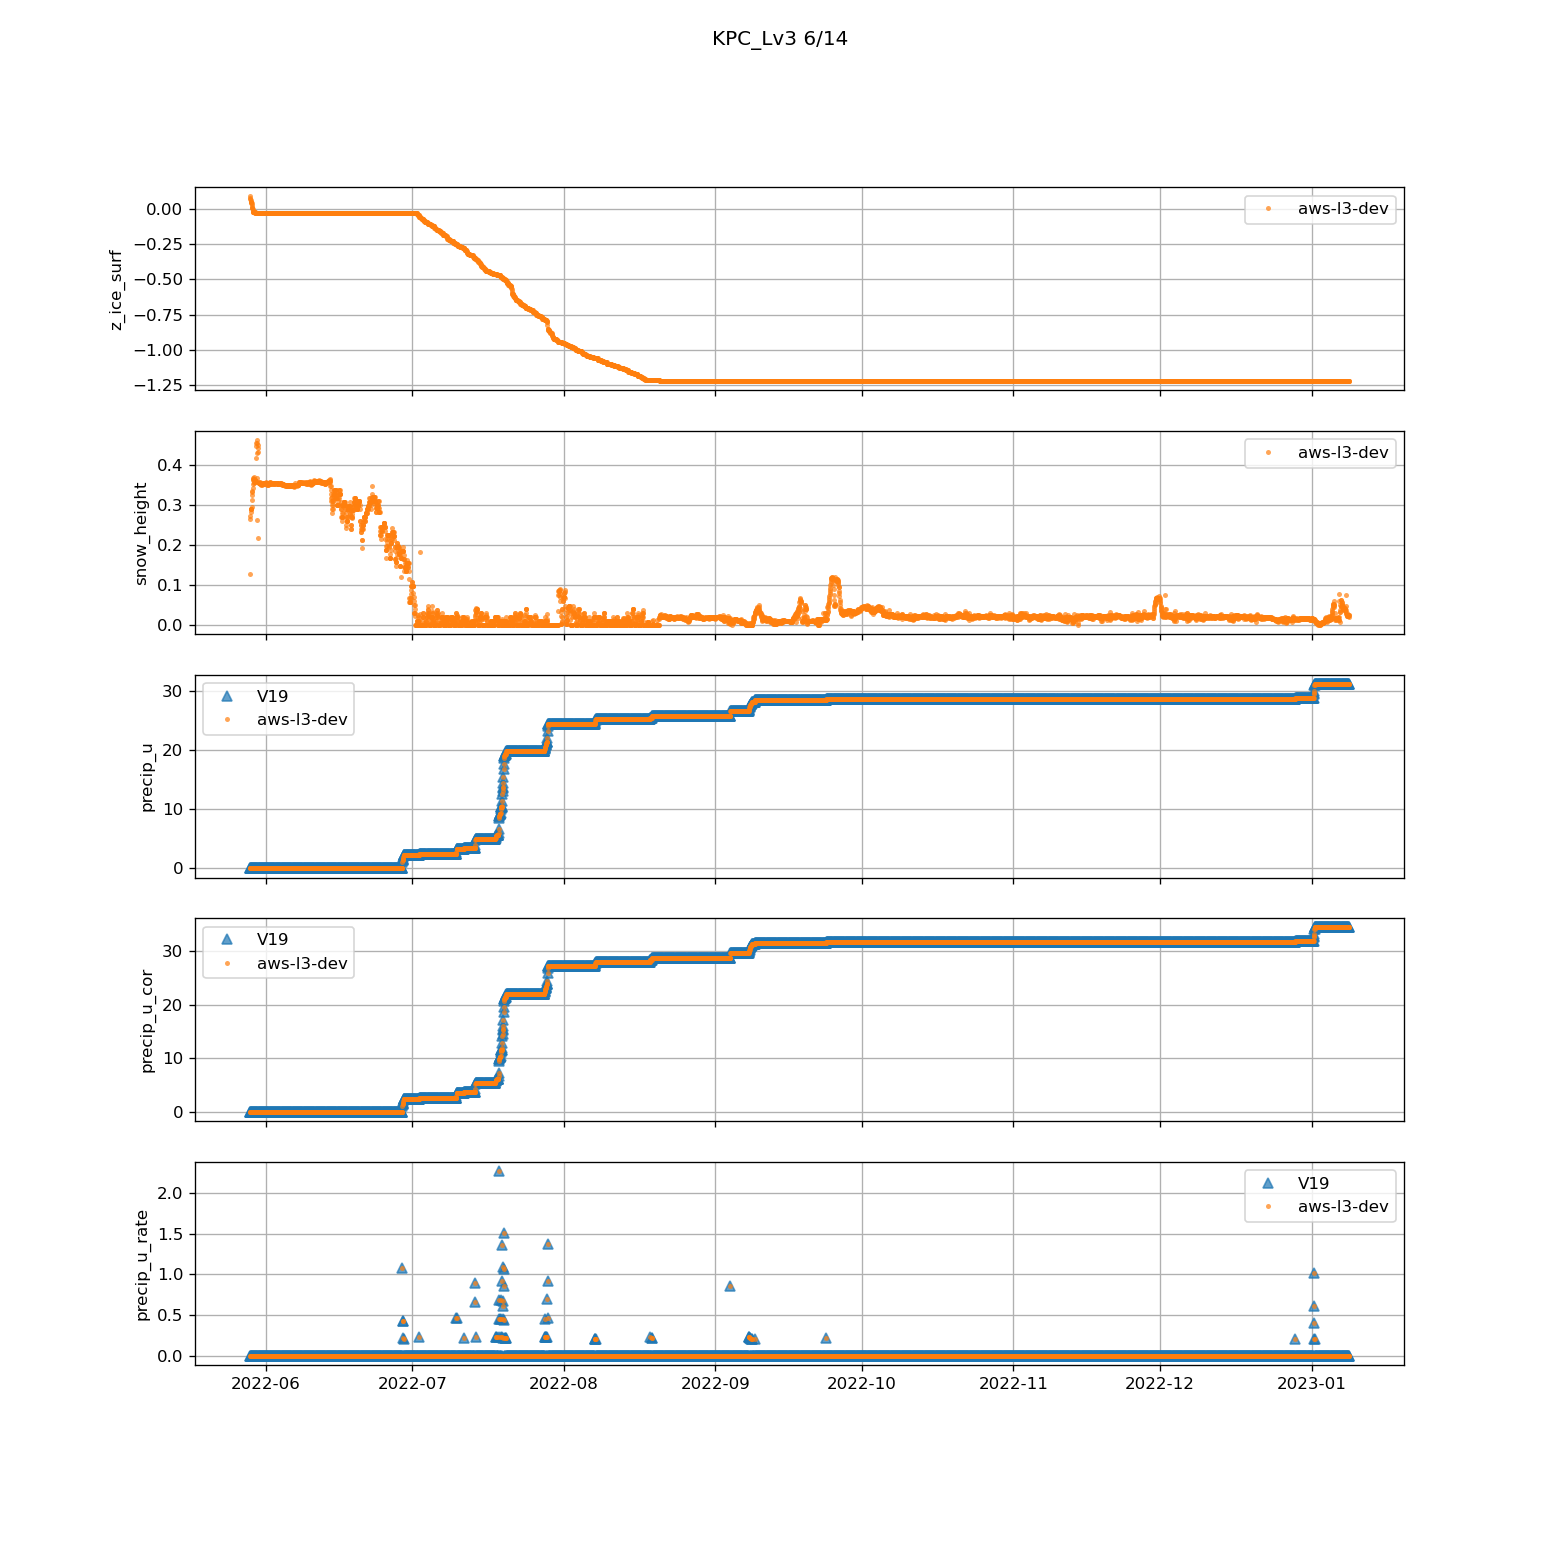 KPC_Lv3 6/14
z_ice_surf
0.00
−0.25
−0.50
−0.75
−1.00
−1.25
aws-l3-dev
snow_height
0.4
0.3
0.2
0.1
0.0
aws-l3-dev
precip_u
30
20
10
0
V19
aws-l3-dev
precip_u_cor
30
20
10
0
V19
aws-l3-dev
precip_u_rate
2.0
1.5
1.0
0.5
0.0
V19
aws-l3-dev
2022-06
2022-07
2022-08
2022-09
2022-10
2022-11
2022-12
2023-01